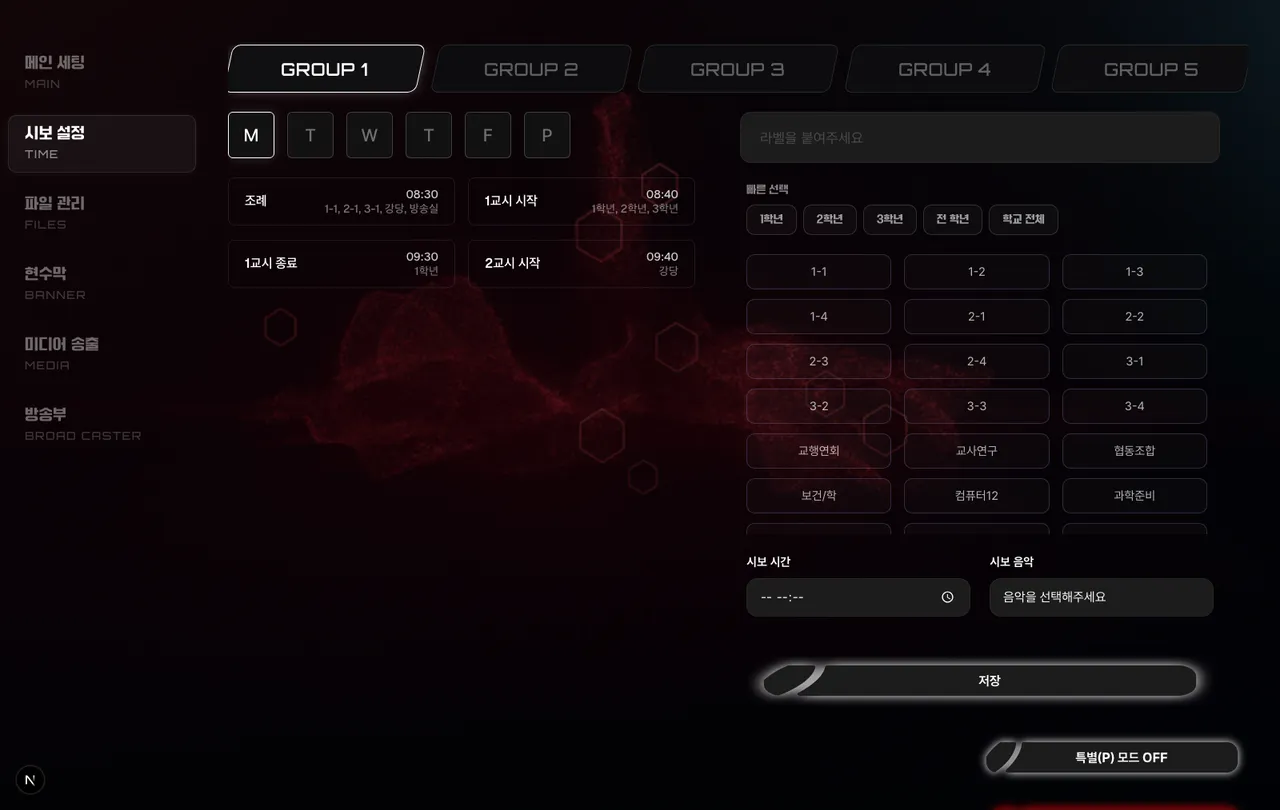 메인 세팅
MAIN
시보 설정
TIME
파일 관리
FILES
현수막
BANNER
미디어 송출
MEDIA
방송부
BROAD CASTER
GROUP 1
GROUP 2
GROUP 3
GROUP 4
GROUP 5
M
T
W
T
F
P
조례
08:30
1-1, 2-1, 3-1, 강당, 방송실
1교시 시작
08:40
1학년, 2학년, 3학년
1교시 종료
09:30
1학년
2교시 시작
09:40
강당
라벨을 붙여주세요
빠른 선택
1학년
2학년
3학년
전 학년
학교 전체
1-1
1-2
1-3
1-4
2-1
2-2
2-3
2-4
3-1
3-2
3-3
3-4
교행연회
교사연구
협동조합
보건/학
컴퓨터12
과학준비
시보 시간
-- --:--
시보 음악
음악을 선택해주세요
저장
특별(P) 모드 OFF
N